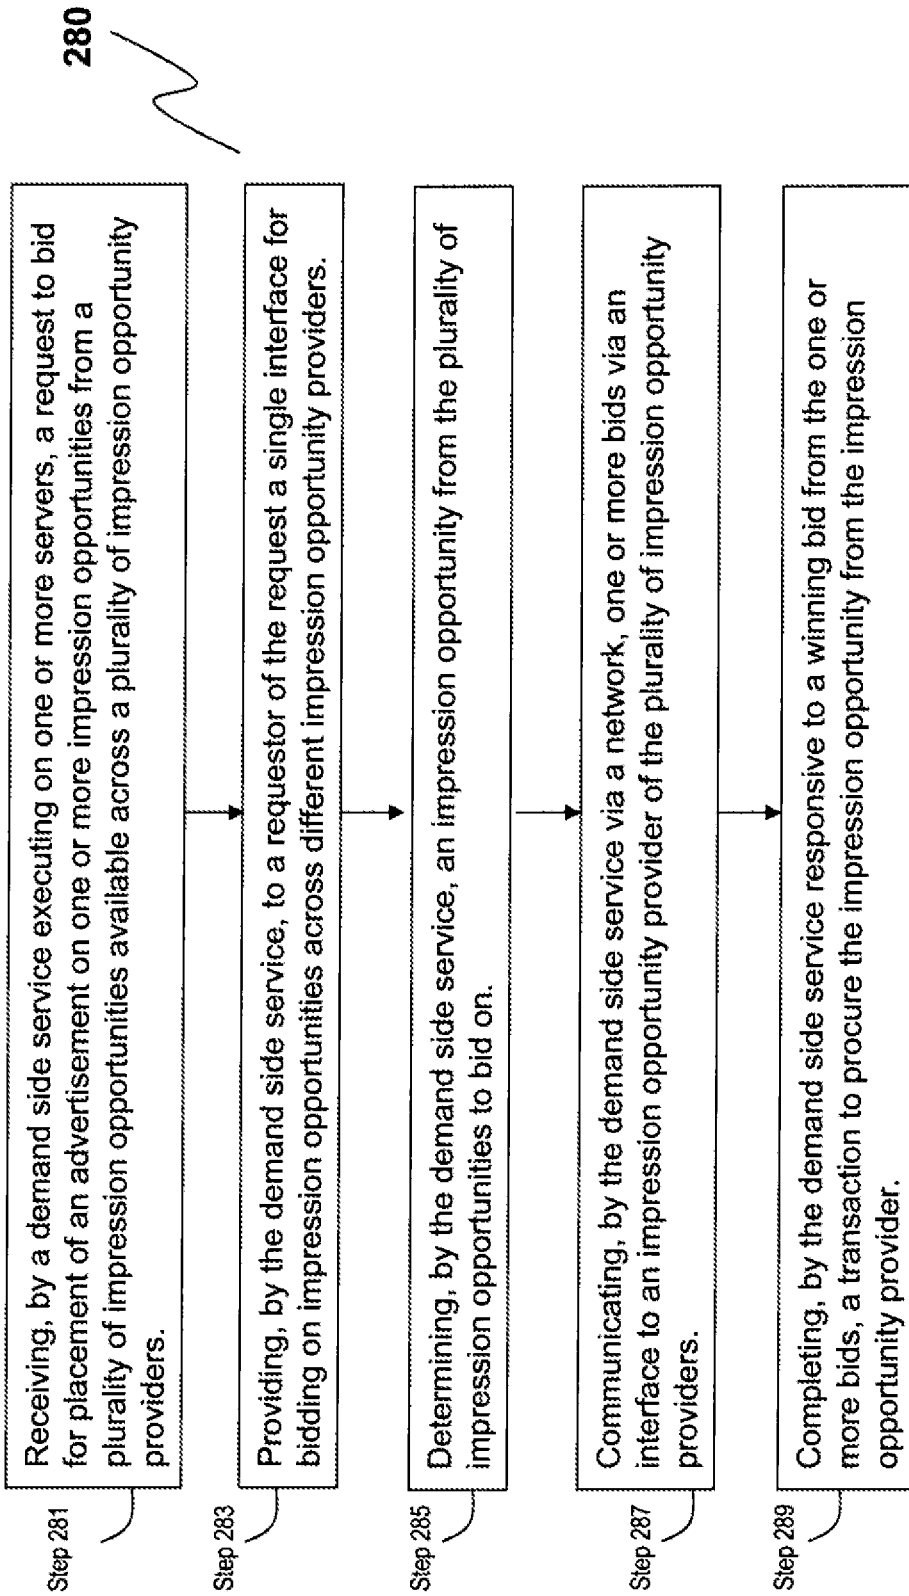 280
Step 281
Receiving, by a demand side service executing on one or more servers, a request to bid
for placement of an advertisement on one or more impression opportunities from a
plurality of impression opportunities available across a plurality of impression opportunity
providers.
Step 283
Providing, by the demand side service, to a requestor of the request a single interface for
bidding on impression opportunities across different impression opportunity providers.
Step 285
Determining, by the demand side service, an impression opportunity from the plurality of
impression opportunities to bid on.
Step 287
Communicating, by the demand side service via a network, one or more bids via an
interface to an impression opportunity provider of the plurality of impression opportunity
providers.
Step 289
Completing, by the demand side service responsive to a winning bid from the one or
more bids, a transaction to procure the impression opportunity from the impression
opportunity provider.